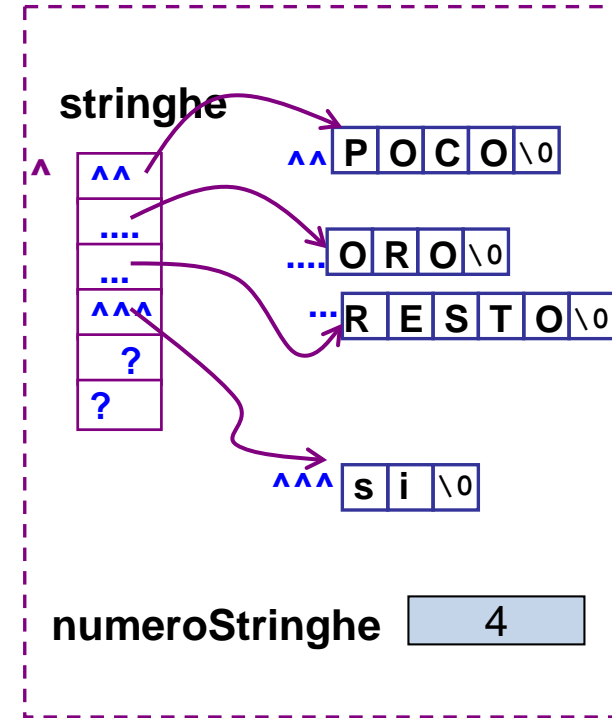 stringhe
^ ^^ ^^ P O C O \0
.... .... O R O \0
... ... R E S T O \0
^^^
?
?
^^^ s i \0
numeroStringhe 4